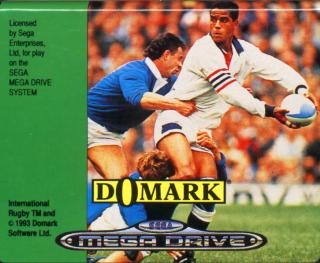 Licensed
by Sega
Enterprises,
Ltd, for play
on the
SEGA
MEGA DRIVE
SYSTEM
DOMARK
International
Rugby TM and
© 1993 Domark
Software Ltd.
SEGA
MEGA DRIVE